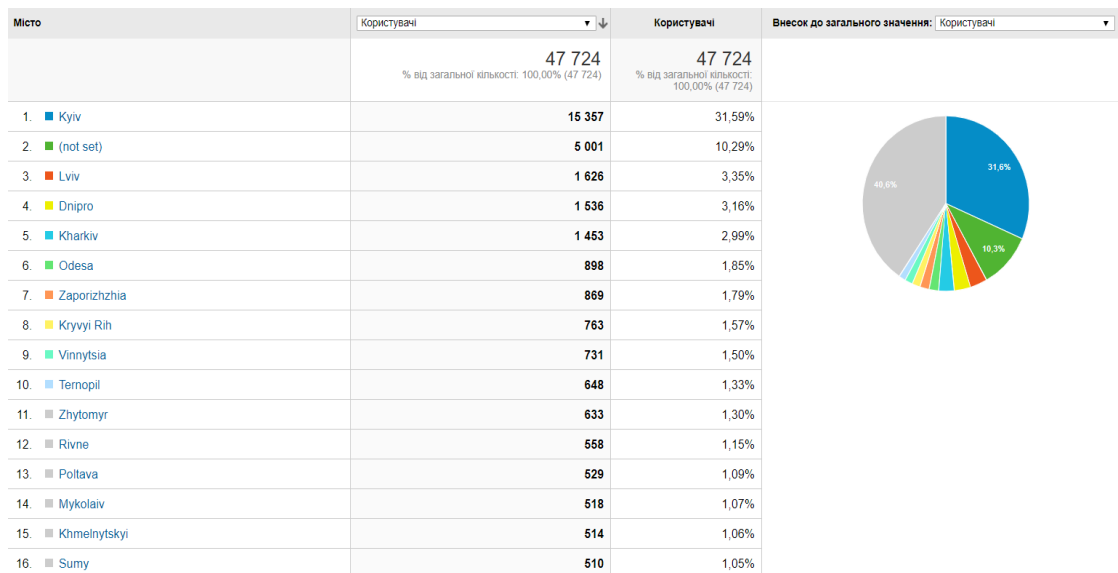 Місто Користувачі Користувачі Внесок до загального значення: Користувачі
47 724 47 724
% від загальної кількості: 100,00% (47 724) % від загальної кількості:
100,00% (47 724)
1. Kyiv 15 357 31,59%
2. (not set) 5 001 10,29%
3. Lviv 1 626 3,35%
4. Dnipro 1 536 3,16%
5. Kharkiv 1 453 2,99%
6. Odesa 898 1,85%
7. Zaporizhzhia 869 1,79%
8. Kryvyi Rih 763 1,57%
9. Vinnytsia 731 1,50%
10. Ternopil 648 1,33%
11. Zhytomyr 633 1,30%
12. Rivne 558 1,15%
13. Poltava 529 1,09%
14. Mykolaiv 518 1,07%
15. Khmelnytskyi 514 1,06%
16. Sumy 510 1,05%
31,6%
40,6%
10,3%